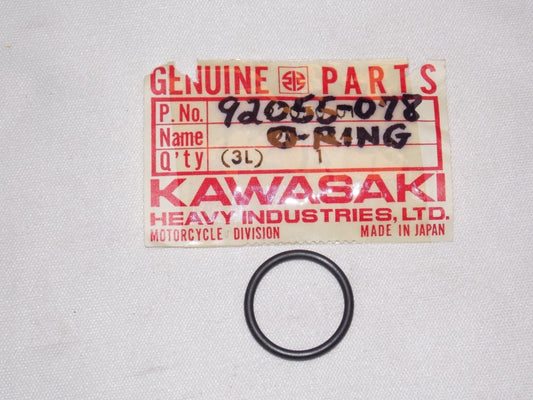 GENUINE PARTS
P. No. 92055-078
Name O-RING
Q'ty (3L) 1
KAWASAKI
HEAVY INDUSTRIES, LTD.
MOTORCYCLE DIVISION MADE IN JAPAN